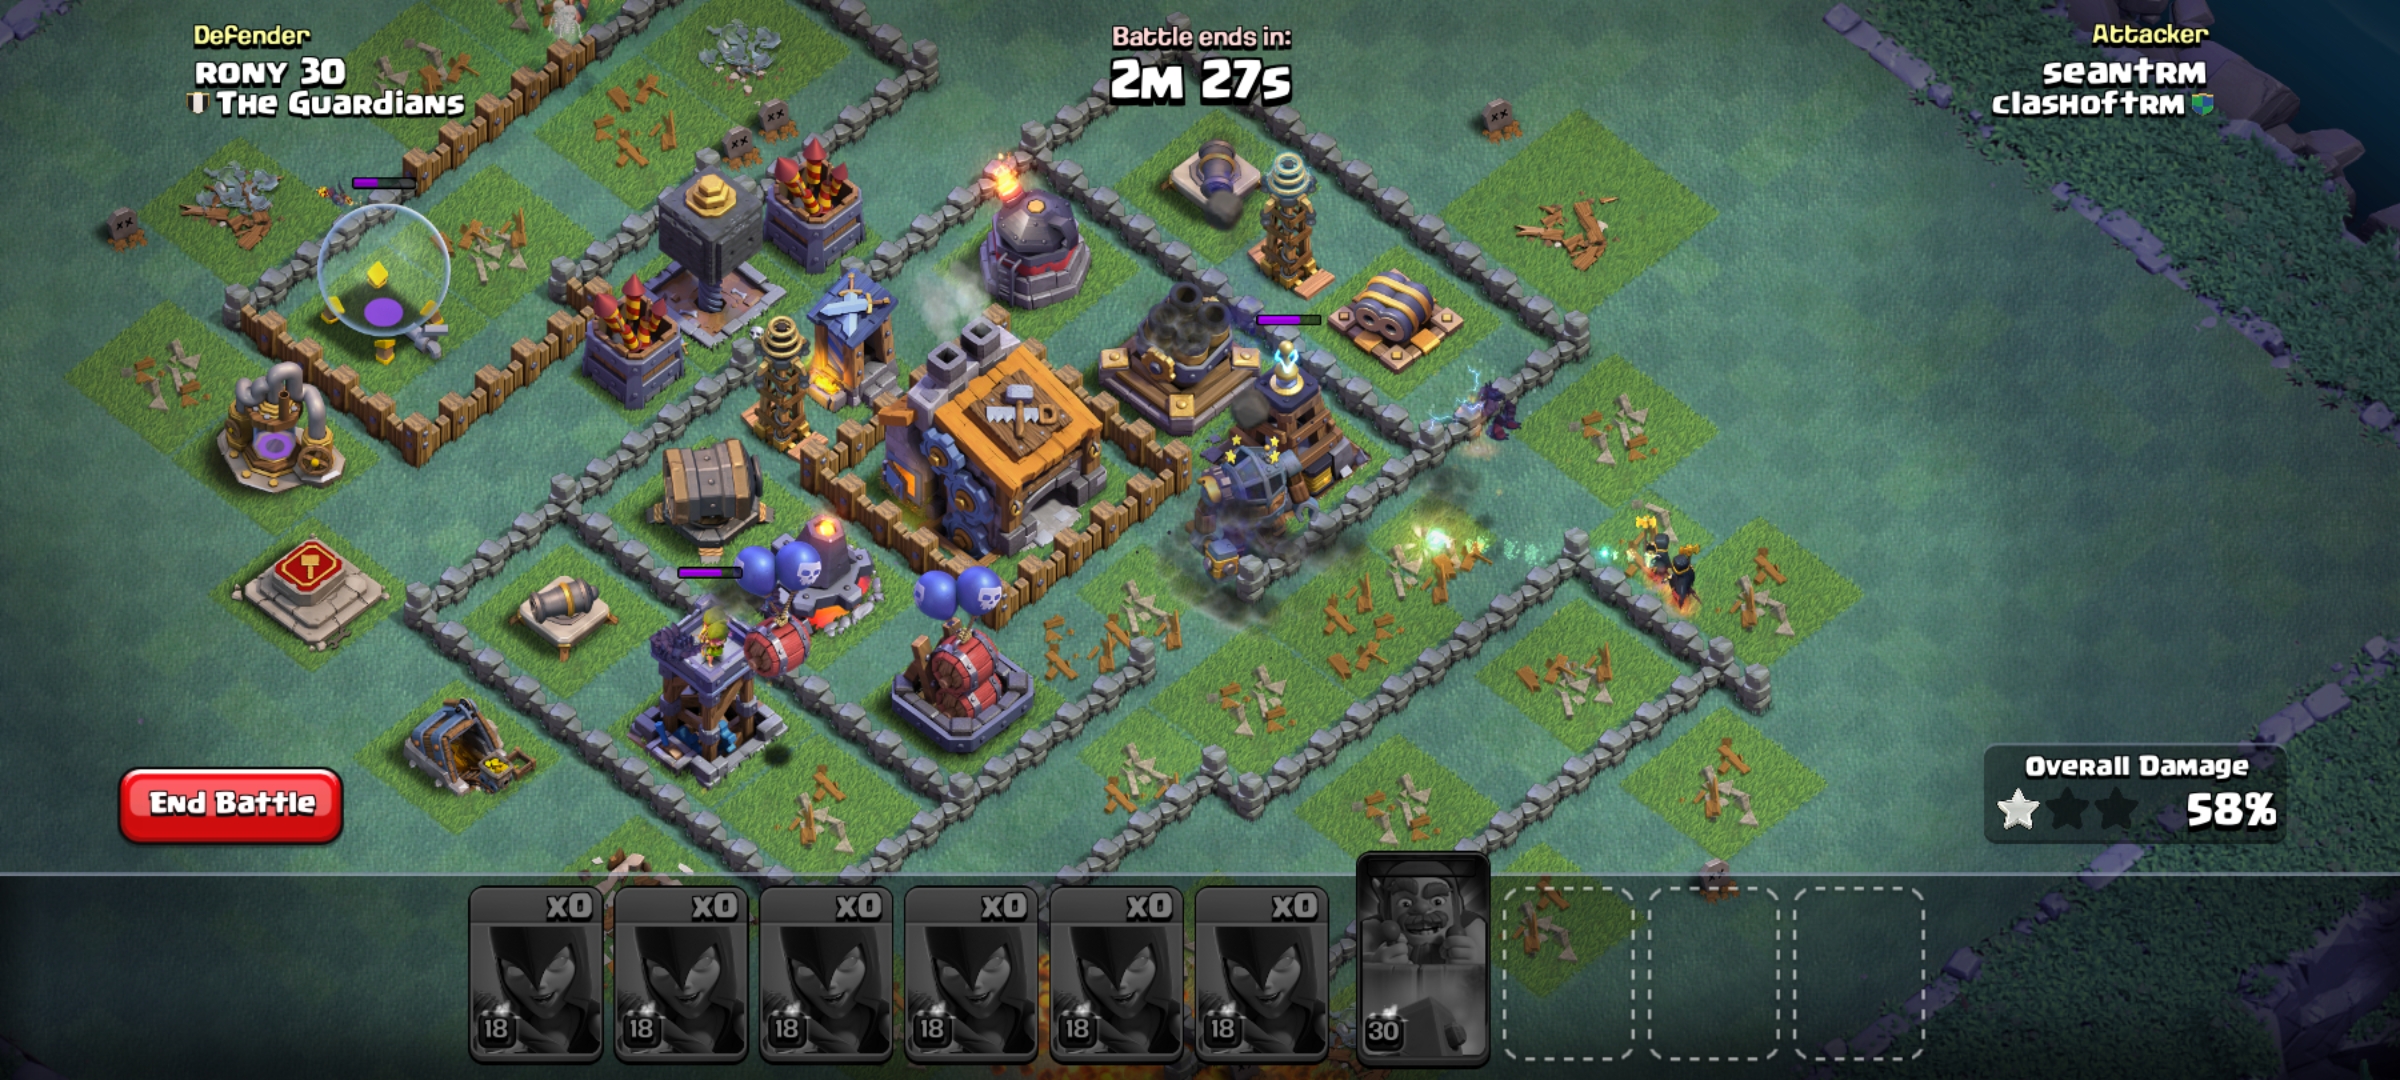 Defender
RONY 30
The Guardians
Battle ends in:
2M 27S
Attacker
seantrm
clashoftrm
End Battle
Overall Damage
58%
x0
x0
x0
x0
x0
x0
18
18
18
18
18
18
30